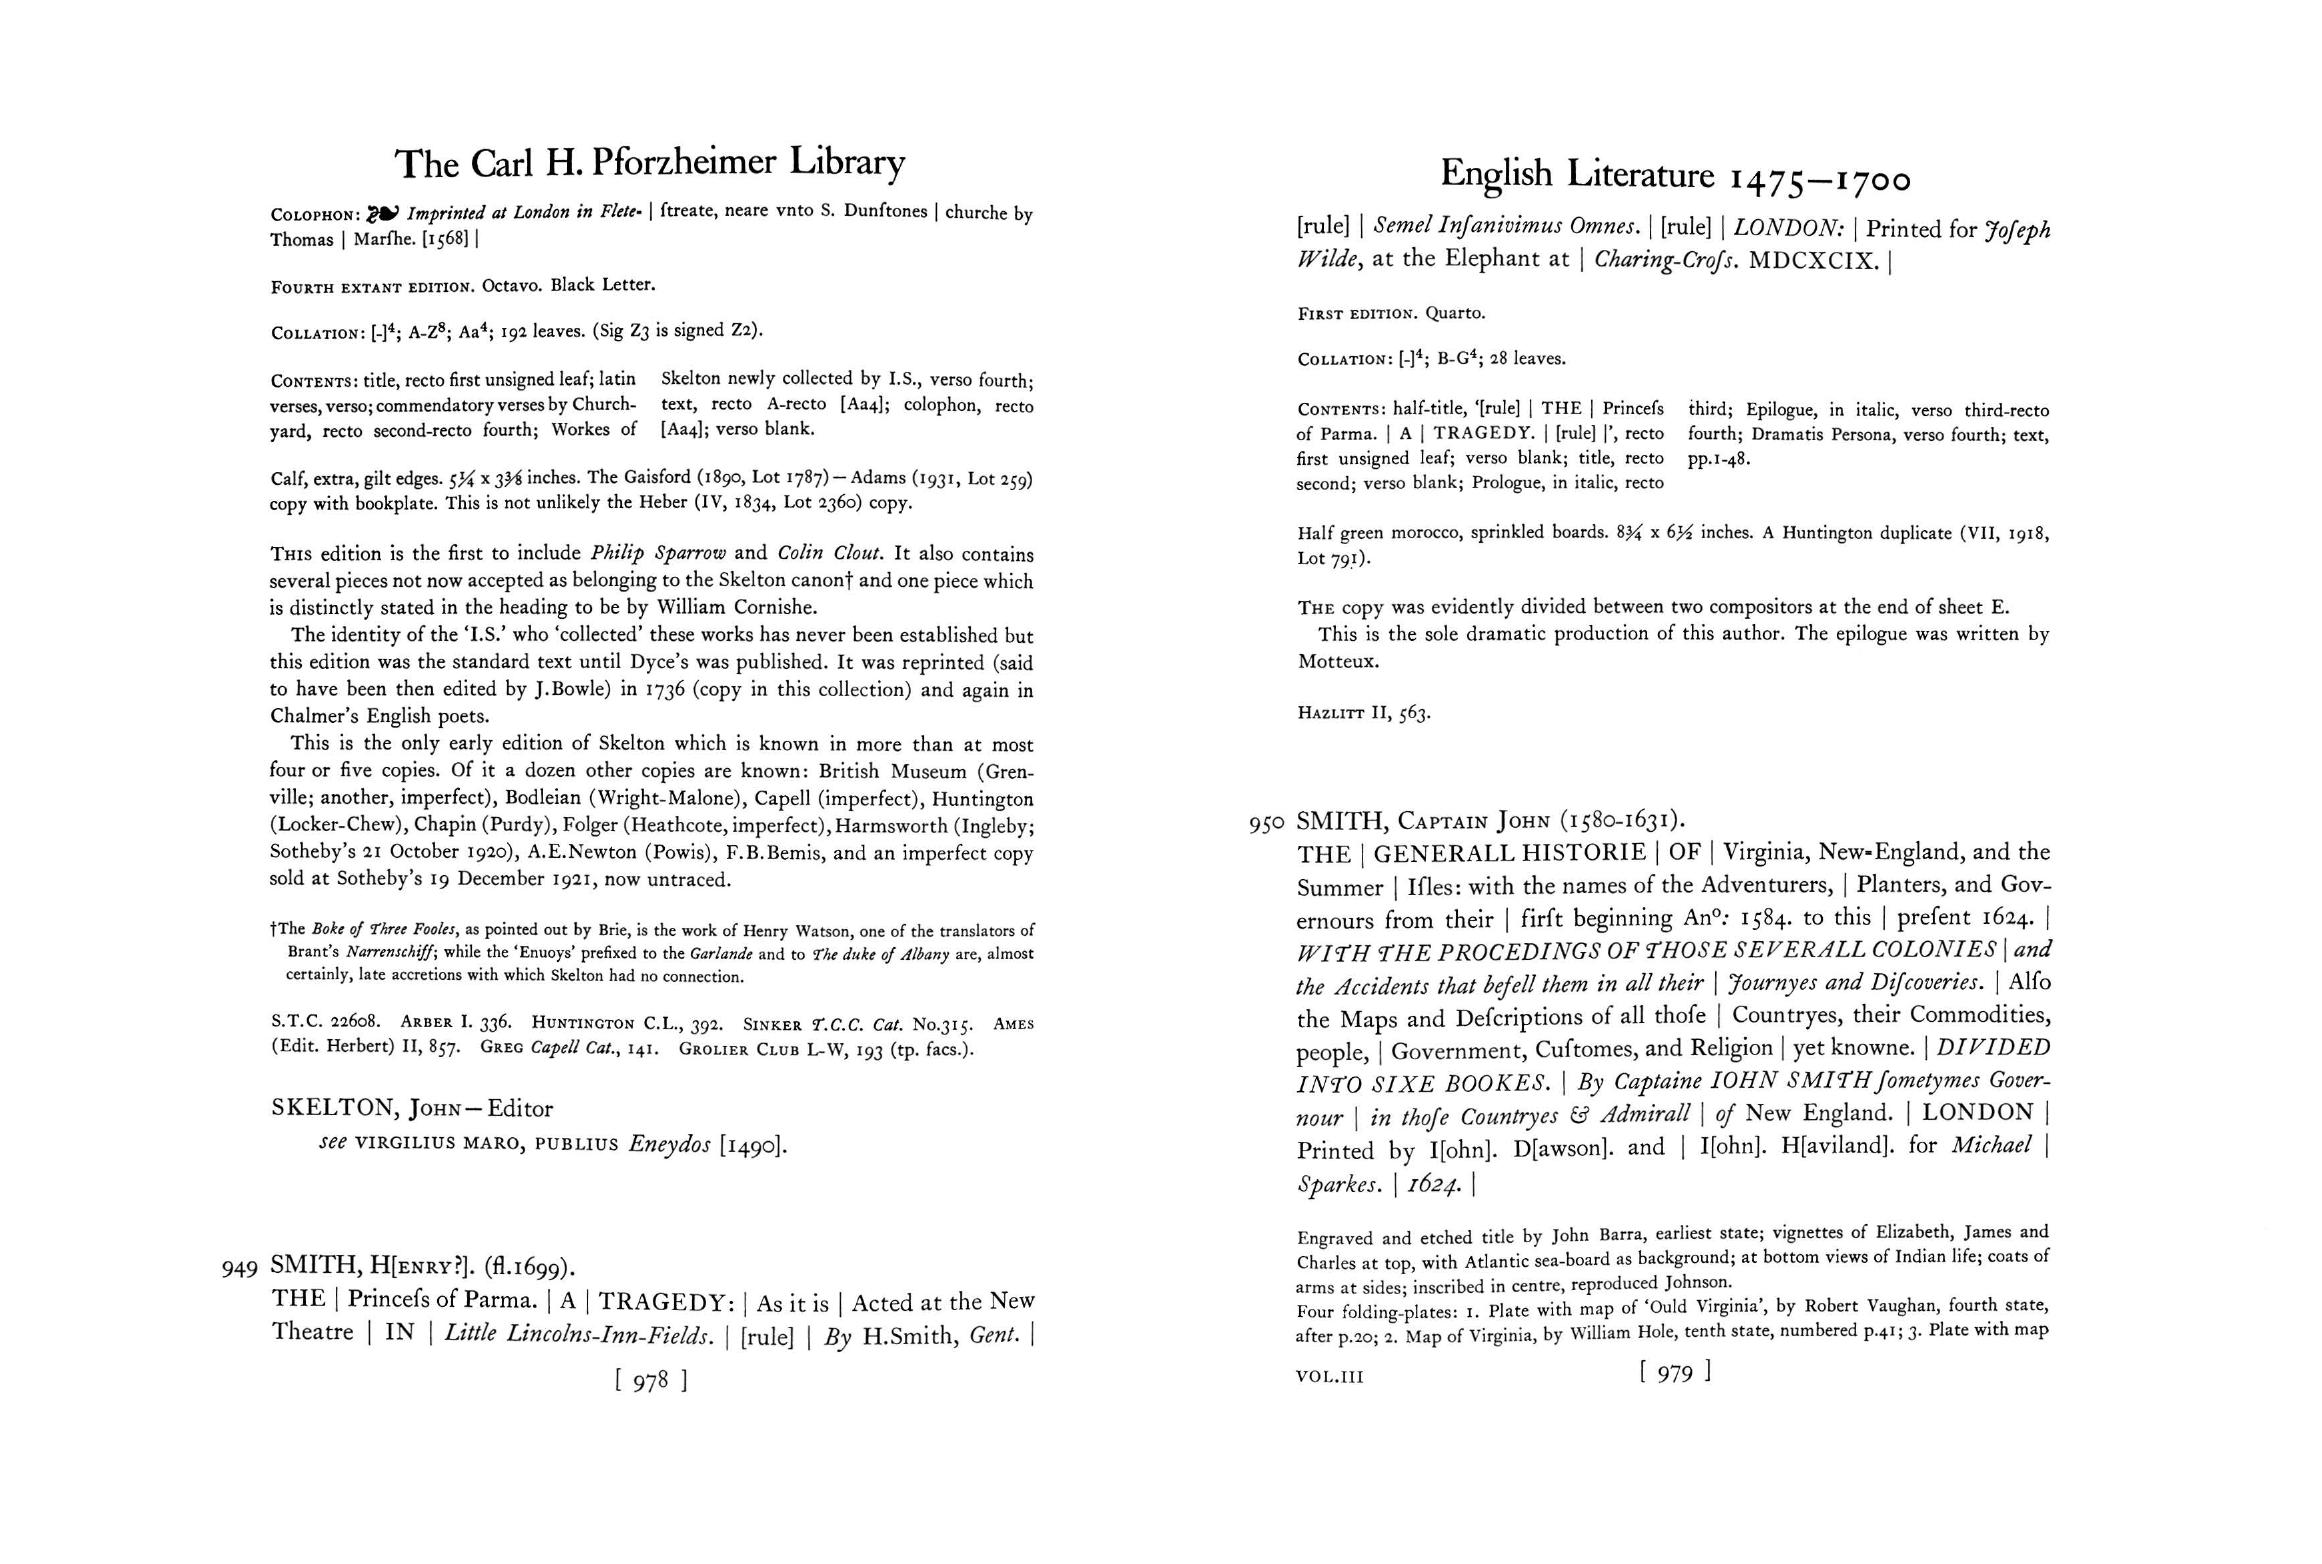 The Carl H. Pforzheimer Library
COLOPHON: Imprinted at London in Flete- | ſtreate, neare vnto S. Dunſtones | churche by
Thomas | Marſhe. [1568] |
FOURTH EXTANT EDITION. Octavo. Black Letter.
COLLATION: [-]⁴; A-Z⁸; Aa⁴; 192 leaves. (Sig Z3 is signed Z2).
CONTENTS: title, recto first unsigned leaf; latin
verses, verso; commendatory verses by Church-
yard, recto second-recto fourth; Workes of
Skelton newly collected by I.S., verso fourth;
text, recto A-recto [Aa4]; colophon, recto
[Aa4]; verso blank.
Calf, extra, gilt edges. 5¼ x 3⅜ inches. The Gaisford (1890, Lot 1787) — Adams (1931, Lot 259)
copy with bookplate. This is not unlikely the Heber (IV, 1834, Lot 2360) copy.
THIS edition is the first to include Philip Sparrow and Colin Clout. It also contains
several pieces not now accepted as belonging to the Skelton canon† and one piece which
is distinctly stated in the heading to be by William Cornishe.
The identity of the ‘I.S.’ who ‘collected’ these works has never been established but
this edition was the standard text until Dyce’s was published. It was reprinted (said
to have been then edited by J.Bowle) in 1736 (copy in this collection) and again in
Chalmer’s English poets.
This is the only early edition of Skelton which is known in more than at most
four or five copies. Of it a dozen other copies are known: British Museum (Gren-
ville; another, imperfect), Bodleian (Wright-Malone), Capell (imperfect), Huntington
(Locker-Chew), Chapin (Purdy), Folger (Heathcote, imperfect), Harmsworth (Ingleby;
Sotheby’s 21 October 1920), A.E.Newton (Powis), F.B.Bemis, and an imperfect copy
sold at Sotheby’s 19 December 1921, now untraced.
†The Boke of Three Fooles, as pointed out by Brie, is the work of Henry Watson, one of the translators of
Brant’s Narrenschiff; while the ‘Enuoys’ prefixed to the Garlande and to The duke of Albany are, almost
certainly, late accretions with which Skelton had no connection.
S.T.C. 22608. ARBER I. 336. HUNTINGTON C.L., 392. SINKER T.C.C. Cat. No.315. AMES
(Edit. Herbert) II, 857. GREG Capell Cat., 141. GROLIER CLUB L-W, 193 (tp. facs.).
SKELTON, JOHN — Editor
see VIRGILIUS MARO, PUBLIUS Eneydos [1490].
949 SMITH, H[ENRY?]. (fl.1699).
THE | Princeſs of Parma. | A | TRAGEDY: | As it is | Acted at the New
Theatre | IN | Little Lincolns-Inn-Fields. | [rule] | By H.Smith, Gent. |
[ 978 ]
English Literature 1475–1700
[rule] | Semel Inſanivimus Omnes. | [rule] | LONDON: | Printed for Joſeph
Wilde, at the Elephant at | Charing-Croſs. MDCXCIX. |
FIRST EDITION. Quarto.
COLLATION: [-]⁴; B-G⁴; 28 leaves.
CONTENTS: half-title, ‘[rule] | THE | Princeſs
of Parma. | A | TRAGEDY. | [rule] |’, recto
first unsigned leaf; verso blank; title, recto
second; verso blank; Prologue, in italic, recto
third; Epilogue, in italic, verso third-recto
fourth; Dramatis Persona, verso fourth; text,
pp.1-48.
Half green morocco, sprinkled boards. 8¾ x 6½ inches. A Huntington duplicate (VII, 1918,
Lot 791).
THE copy was evidently divided between two compositors at the end of sheet E.
This is the sole dramatic production of this author. The epilogue was written by
Motteux.
HAZLITT II, 563.
950 SMITH, CAPTAIN JOHN (1580-1631).
THE | GENERALL HISTORIE | OF | Virginia, New-England, and the
Summer | Iſles: with the names of the Adventurers, | Planters, and Gov-
ernours from their | firſt beginning Anº: 1584. to this | preſent 1624. |
WITH THE PROCEDINGS OF THOSE SEVERALL COLONIES | and
the Accidents that befell them in all their | Journyes and Diſcoveries. | Alſo
the Maps and Deſcriptions of all thoſe | Countryes, their Commodities,
people, | Government, Cuſtomes, and Religion | yet knowne. | DIVIDED
INTO SIXE BOOKES. | By Captaine IOHN SMITH ſometymes Gover-
nour | in thoſe Countryes & Admirall | of New England. | LONDON |
Printed by I[ohn]. D[awson]. and | I[ohn]. H[aviland]. for Michael |
Sparkes. | 1624. |
Engraved and etched title by John Barra, earliest state; vignettes of Elizabeth, James and
Charles at top, with Atlantic sea-board as background; at bottom views of Indian life; coats of
arms at sides; inscribed in centre, reproduced Johnson.
Four folding-plates: 1. Plate with map of ‘Ould Virginia’, by Robert Vaughan, fourth state,
after p.20; 2. Map of Virginia, by William Hole, tenth state, numbered p.41; 3. Plate with map
VOL.III
[ 979 ]